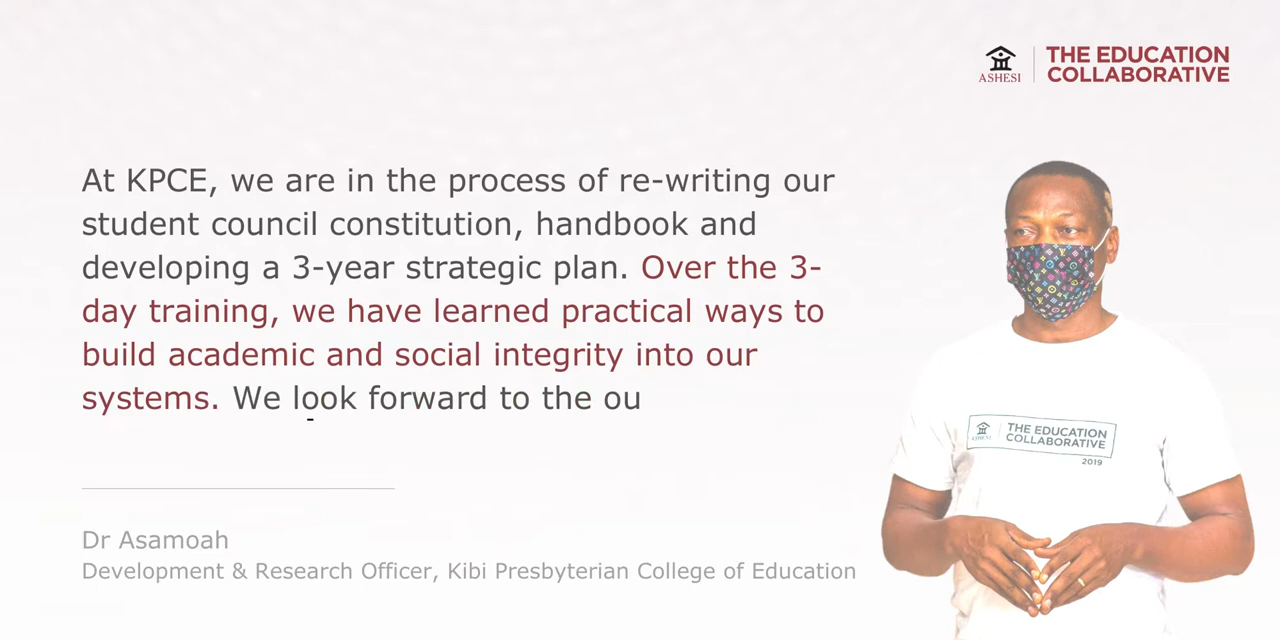 ASHESI
THE EDUCATION
COLLABORATIVE
At KPCE, we are in the process of re-writing our
student council constitution, handbook and
developing a 3-year strategic plan. Over the 3-
day training, we have learned practical ways to
build academic and social integrity into our
systems. We look forward to the ou
Dr Asamoah
Development & Research Officer, Kibi Presbyterian College of Education
ASHESI
THE EDUCATION
COLLABORATIVE
2019